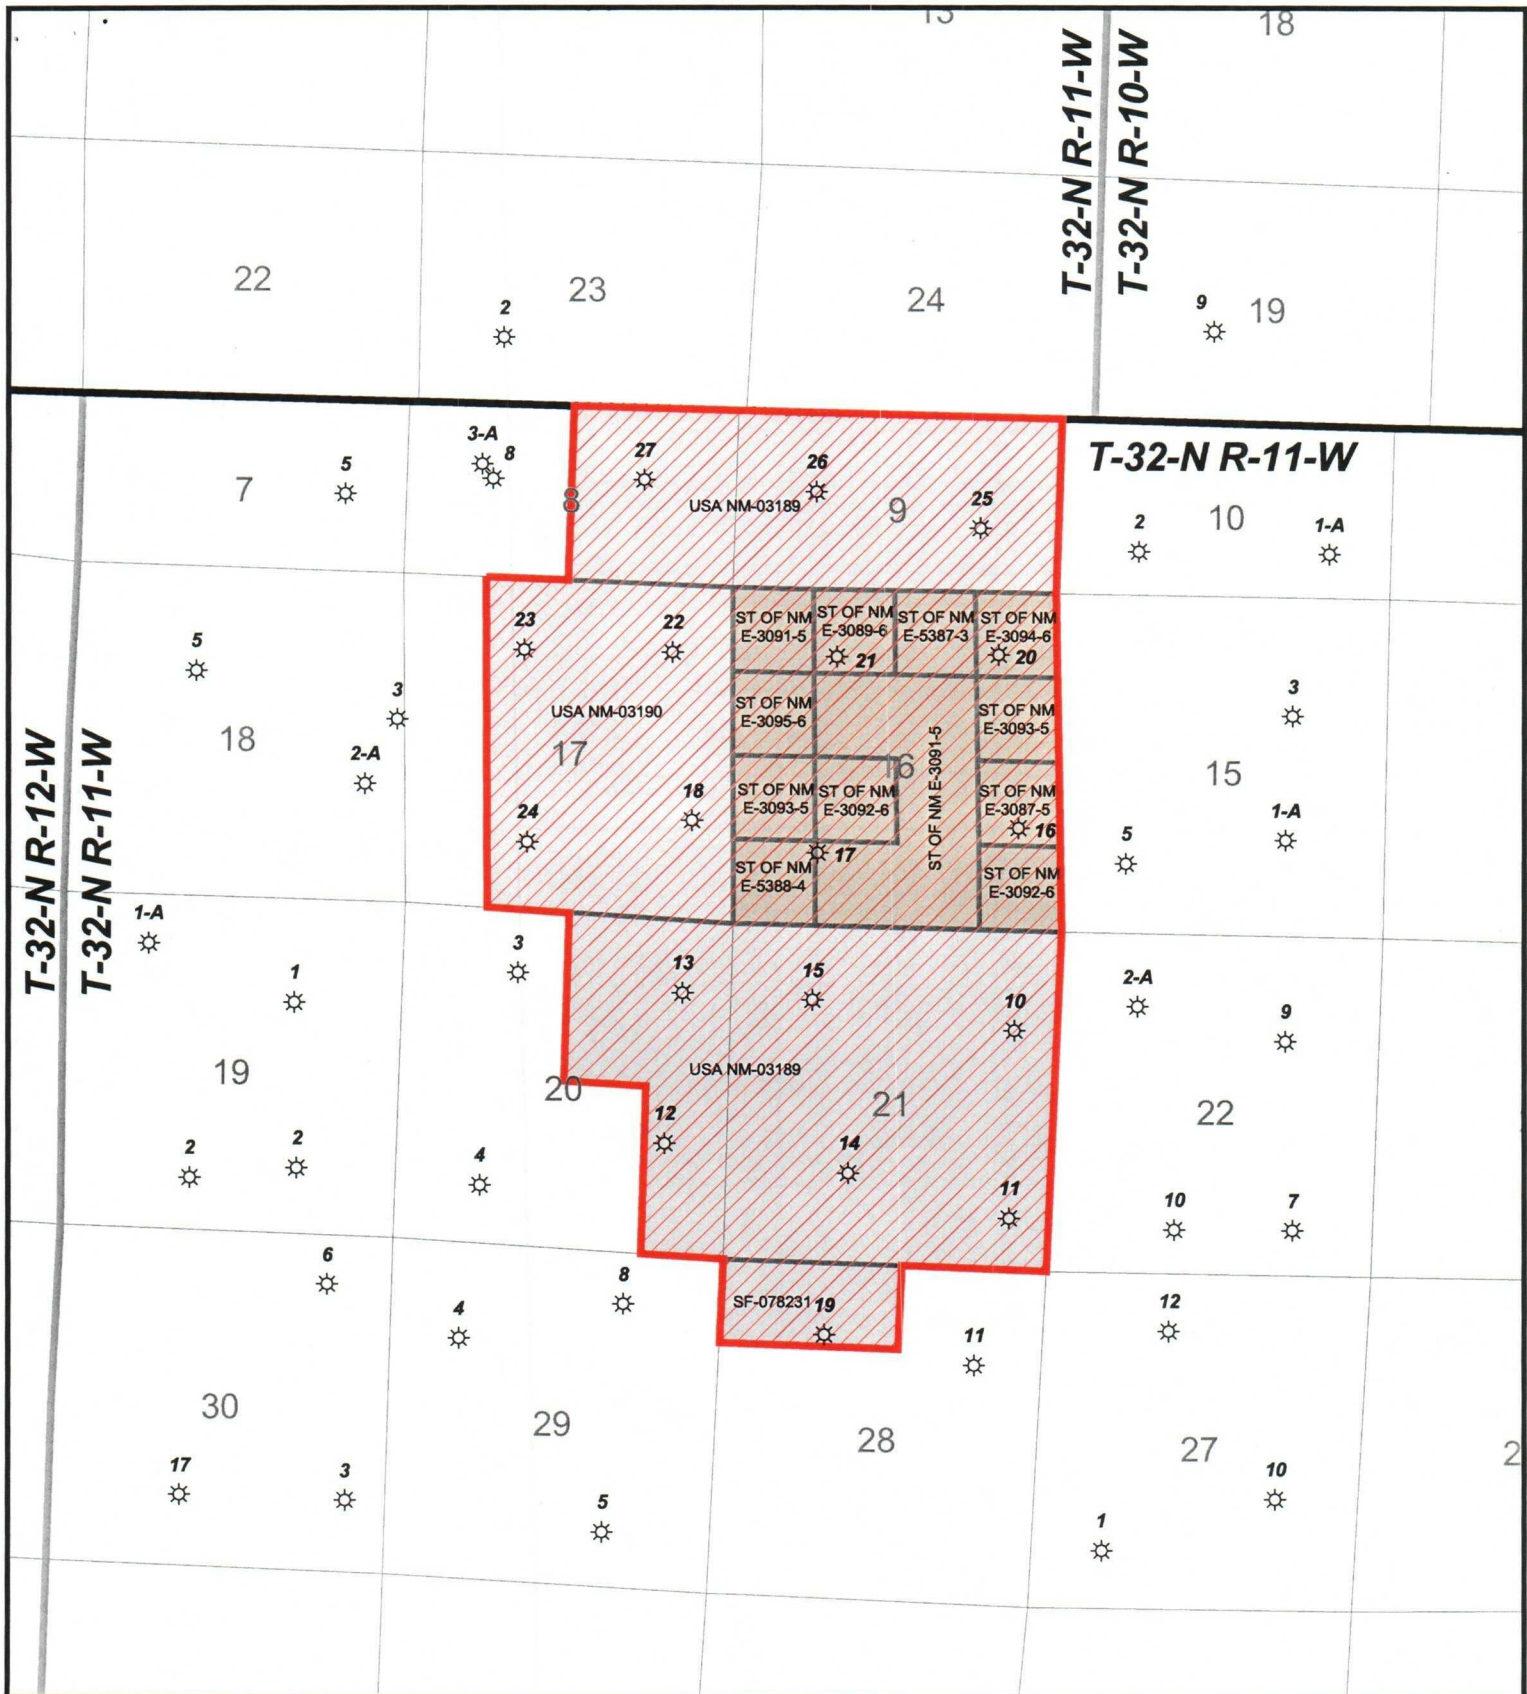 13
18
T-32-N R-11-W
T-32-N R-10-W
22
23
24
19
2
9
T-32-N R-11-W
3-A
8
5
7
8
27
26
9
25
USA NM-03189
2
10
1-A
23
22
ST OF NM
E-3091-5
ST OF NM
E-3089-6
ST OF NM
E-5387-3
ST OF NM
E-3094-6
21
20
5
3
18
2-A
USA NM-03190
17
ST OF NM
E-3095-6
16
ST OF NM E-3091-5
ST OF NM
E-3093-5
3
15
24
18
ST OF NM
E-3093-5
ST OF NM
E-3092-6
ST OF NM
E-3087-5
16
5
1-A
17
ST OF NM
E-5388-4
ST OF NM
E-3092-6
T-32-N R-12-W
T-32-N R-11-W
1-A
1
3
13
15
10
2-A
9
19
20
USA NM-03189
21
22
2
2
4
12
14
11
10
7
6
4
8
SF-078231
19
11
12
30
29
28
27
2
17
3
5
1
10